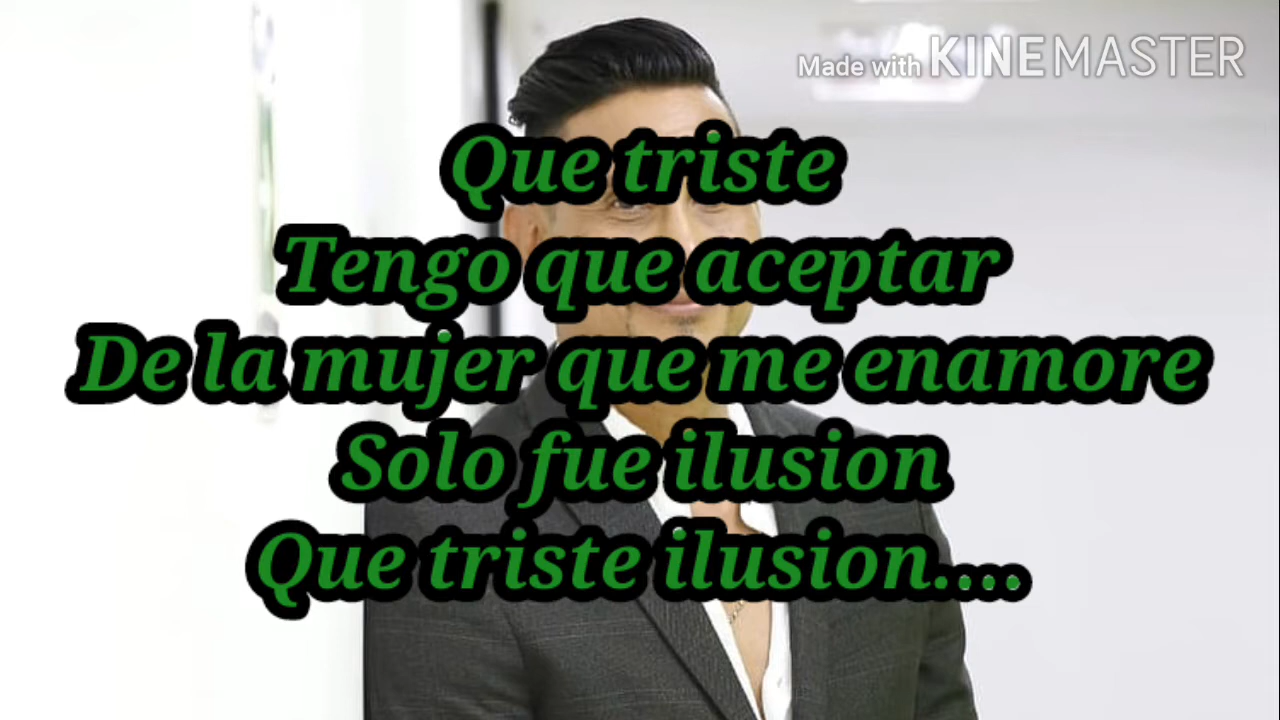 Made with KINEMASTER
Que triste
Tengo que aceptar
De la mujer que me enamore
Solo fue ilusion
Que triste ilusion....